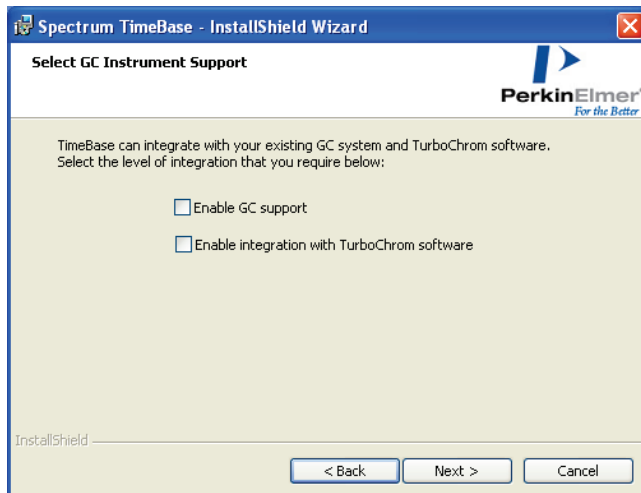 Spectrum TimeBase - InstallShield Wizard
Select GC Instrument Support
PerkinElmer
For the Better
TimeBase can integrate with your existing GC system and TurboChrom software.
Select the level of integration that you require below:
Enable GC support
Enable integration with TurboChrom software
InstallShield
< Back
Next >
Cancel